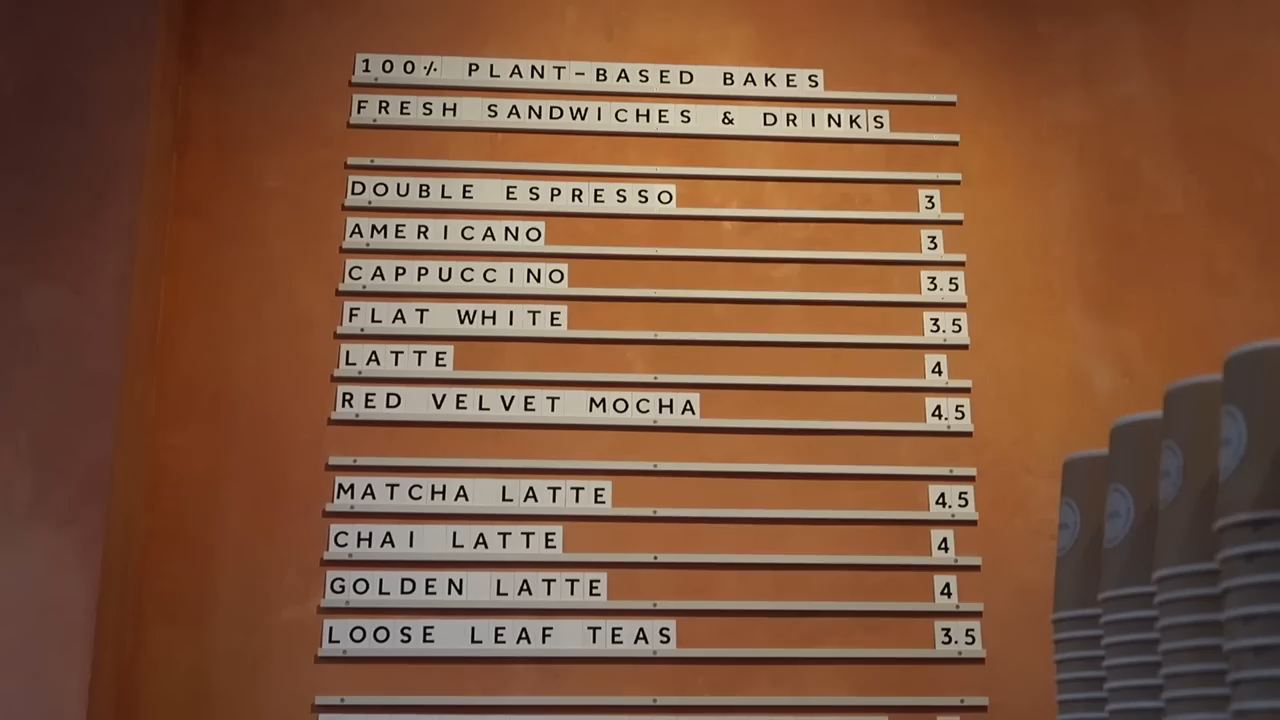 100% PLANT-BASED BAKES
FRESH SANDWICHES & DRINKS
DOUBLE ESPRESSO 3
AMERICANO 3
CAPPUCCINO 3.5
FLAT WHITE 3.5
LATTE 4
RED VELVET MOCHA 4.5
MATCHA LATTE 4.5
CHAI LATTE 4
GOLDEN LATTE 4
LOOSE LEAF TEAS 3.5